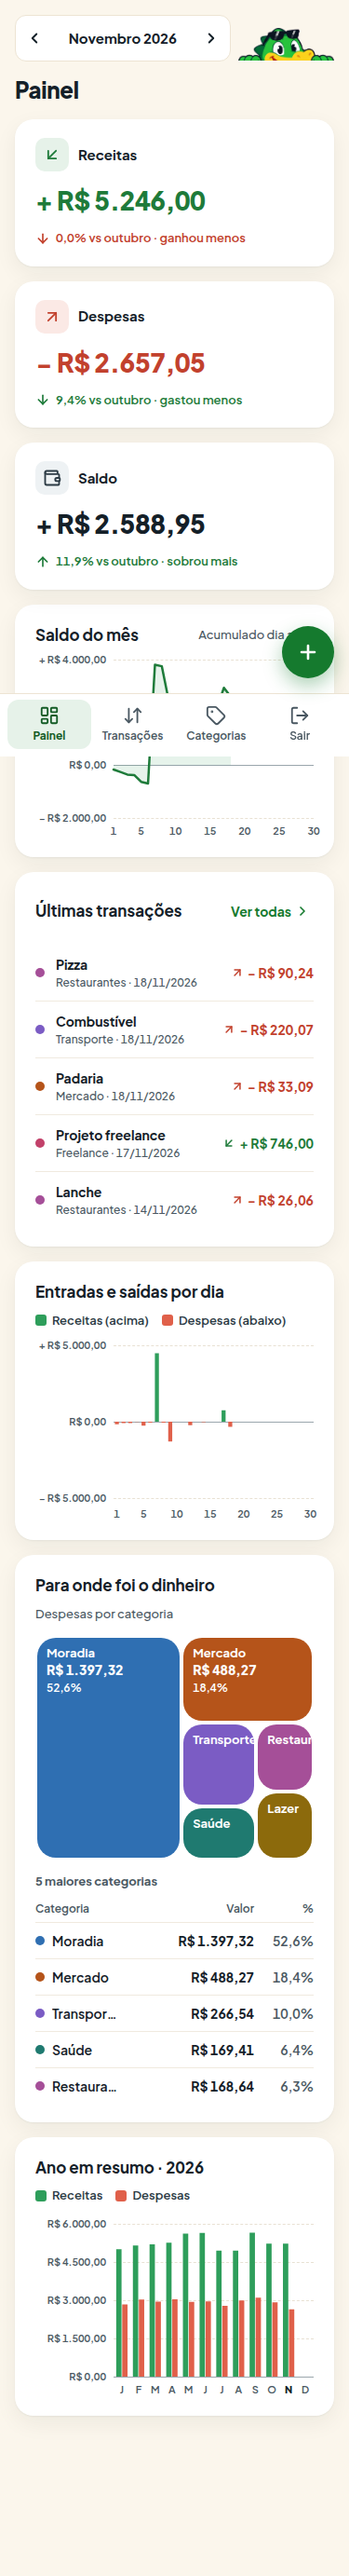 Novembro 2026
Painel
Receitas
+ R$ 5.246,00
0,0% vs outubro · ganhou menos
Despesas
– R$ 2.657,05
9,4% vs outubro · gastou menos
Saldo
+ R$ 2.588,95
11,9% vs outubro · sobrou mais
Saldo do mês
Acumulado dia
+ R$ 4.000,00
Painel
Transações
Categorias
Sair
R$ 0,00
– R$ 2.000,00
1 5 10 15 20 25 30
Últimas transações
Ver todas
Pizza
Restaurantes · 18/11/2026
– R$ 90,24
Combustível
Transporte · 18/11/2026
– R$ 220,07
Padaria
Mercado · 18/11/2026
– R$ 33,09
Projeto freelance
Freelance · 17/11/2026
+ R$ 746,00
Lanche
Restaurantes · 14/11/2026
– R$ 26,06
Entradas e saídas por dia
Receitas (acima) Despesas (abaixo)
+ R$ 5.000,00
R$ 0,00
– R$ 5.000,00
1 5 10 15 20 25 30
Para onde foi o dinheiro
Despesas por categoria
Moradia
R$ 1.397,32
52,6%
Mercado
R$ 488,27
18,4%
Transporte
Restaur
Saúde
Lazer
5 maiores categorias
Categoria Valor %
Moradia R$ 1.397,32 52,6%
Mercado R$ 488,27 18,4%
Transpor... R$ 266,54 10,0%
Saúde R$ 169,41 6,4%
Restaura... R$ 168,64 6,3%
Ano em resumo · 2026
Receitas Despesas
R$ 6.000,00
R$ 4.500,00
R$ 3.000,00
R$ 1.500,00
R$ 0,00
J F M A M J J A S O N D